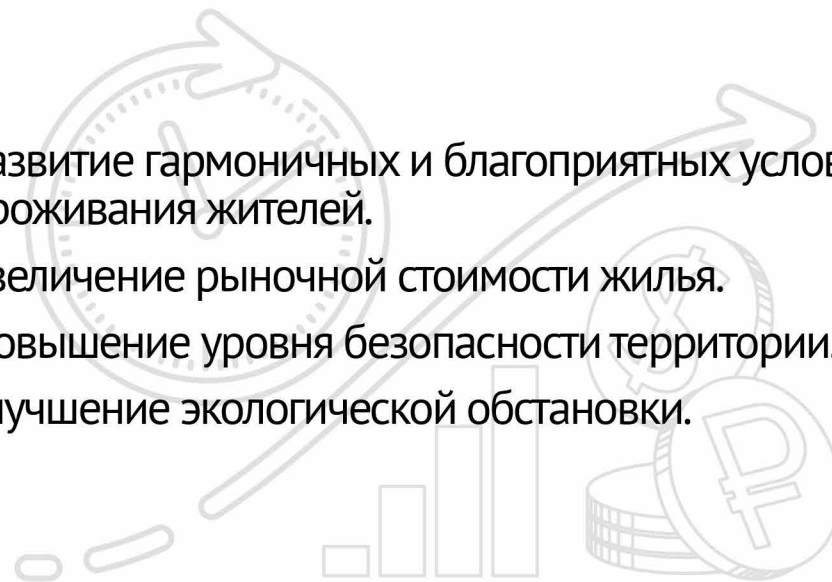 азвитие гармоничных и благоприятных услов
роживания жителей.
величение рыночной стоимости жилья.
овышение уровня безопасности территории.
лучшение экологической обстановки.